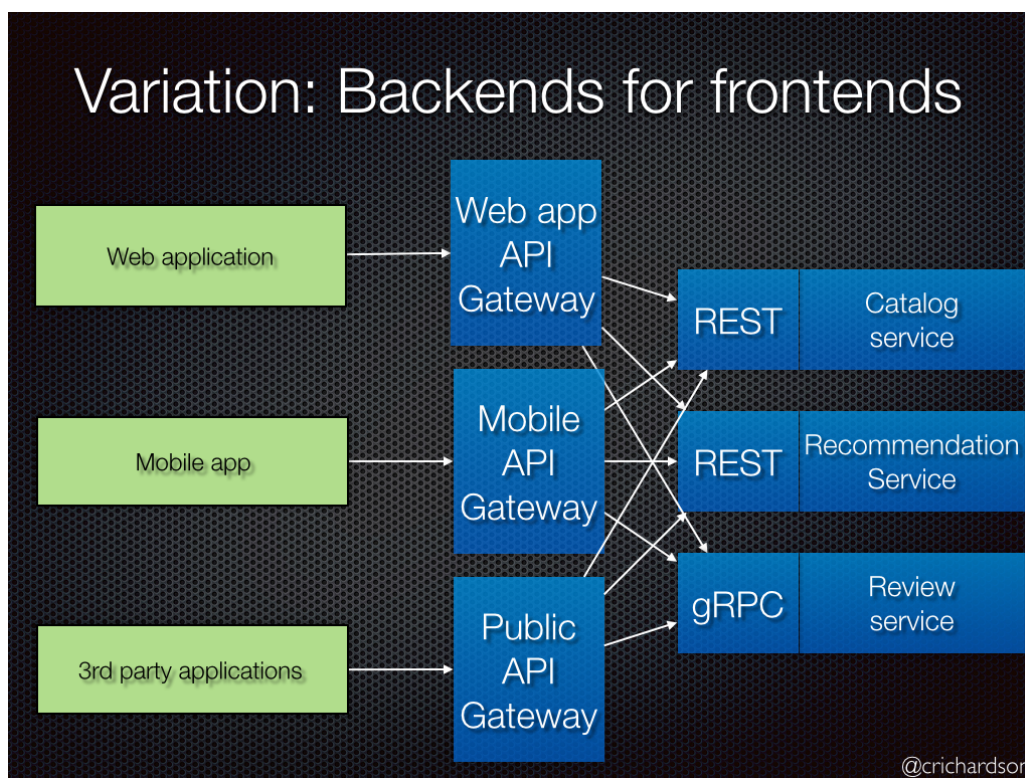 Variation: Backends for frontends
Web application
Web app
API
Gateway
REST
Catalog
service
Mobile app
Mobile
API
Gateway
REST
Recommendation
Service
3rd party applications
Public
API
Gateway
gRPC
Review
service
@crichardson